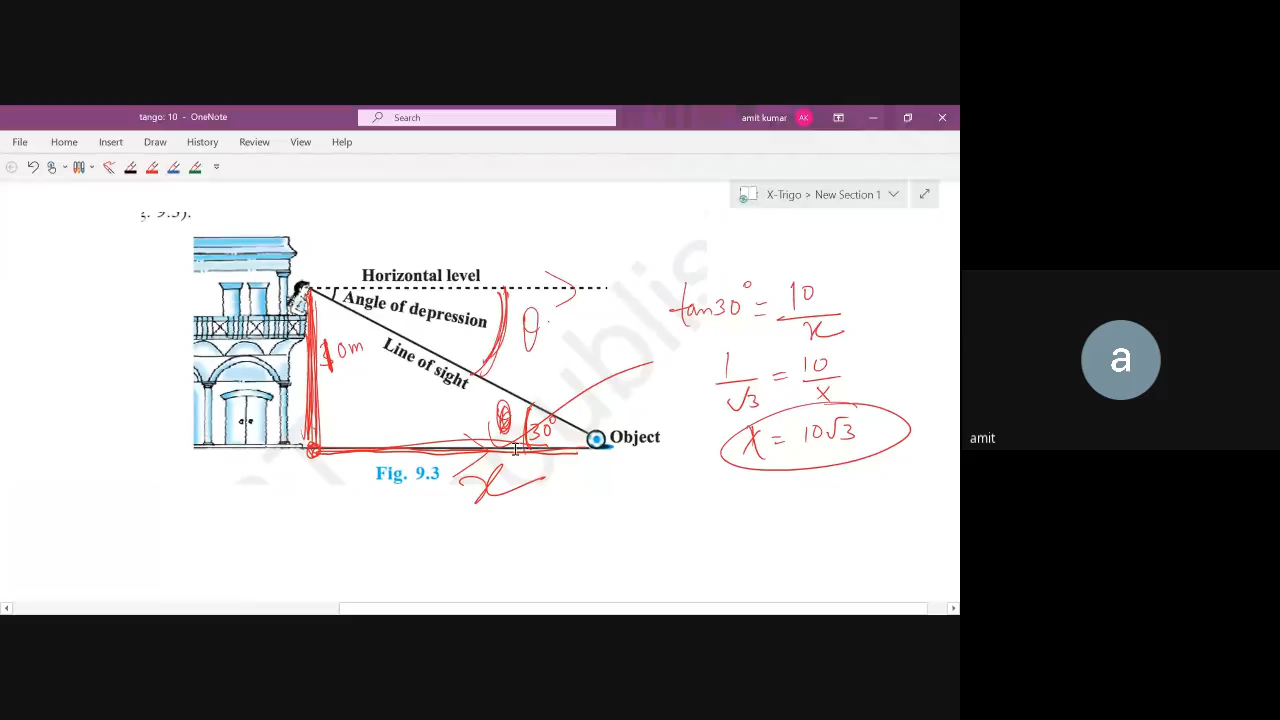 tango: 10 - OneNote
Search
amit kumar
AK
File Home Insert Draw History Review View Help
X-Trigo > New Section 1
g. 9.3).
Horizontal level
Angle of depression
θ
Line of sight
10m
30°
Object
x
Fig. 9.3
tan30° = 10/x
1/√3 = 10/x
x = 10√3
a
amit